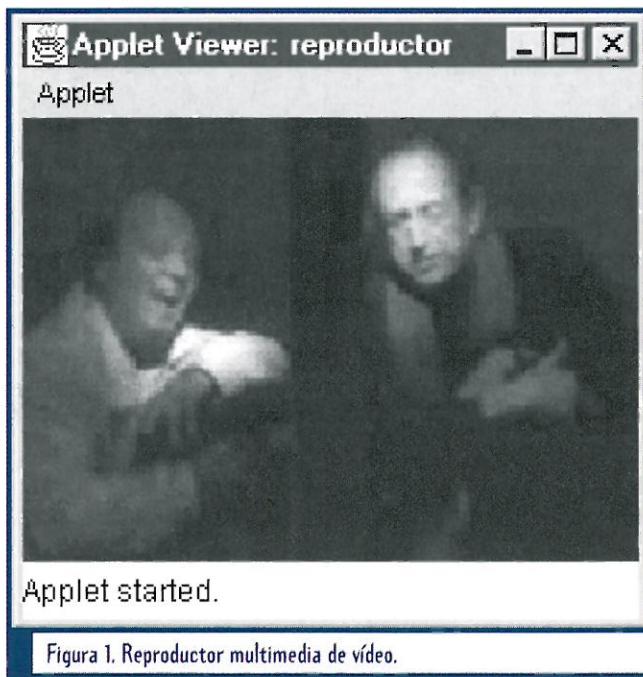 Applet Viewer: reproductor
Applet
Applet started.
Figura 1. Reproductor multimedia de vídeo.